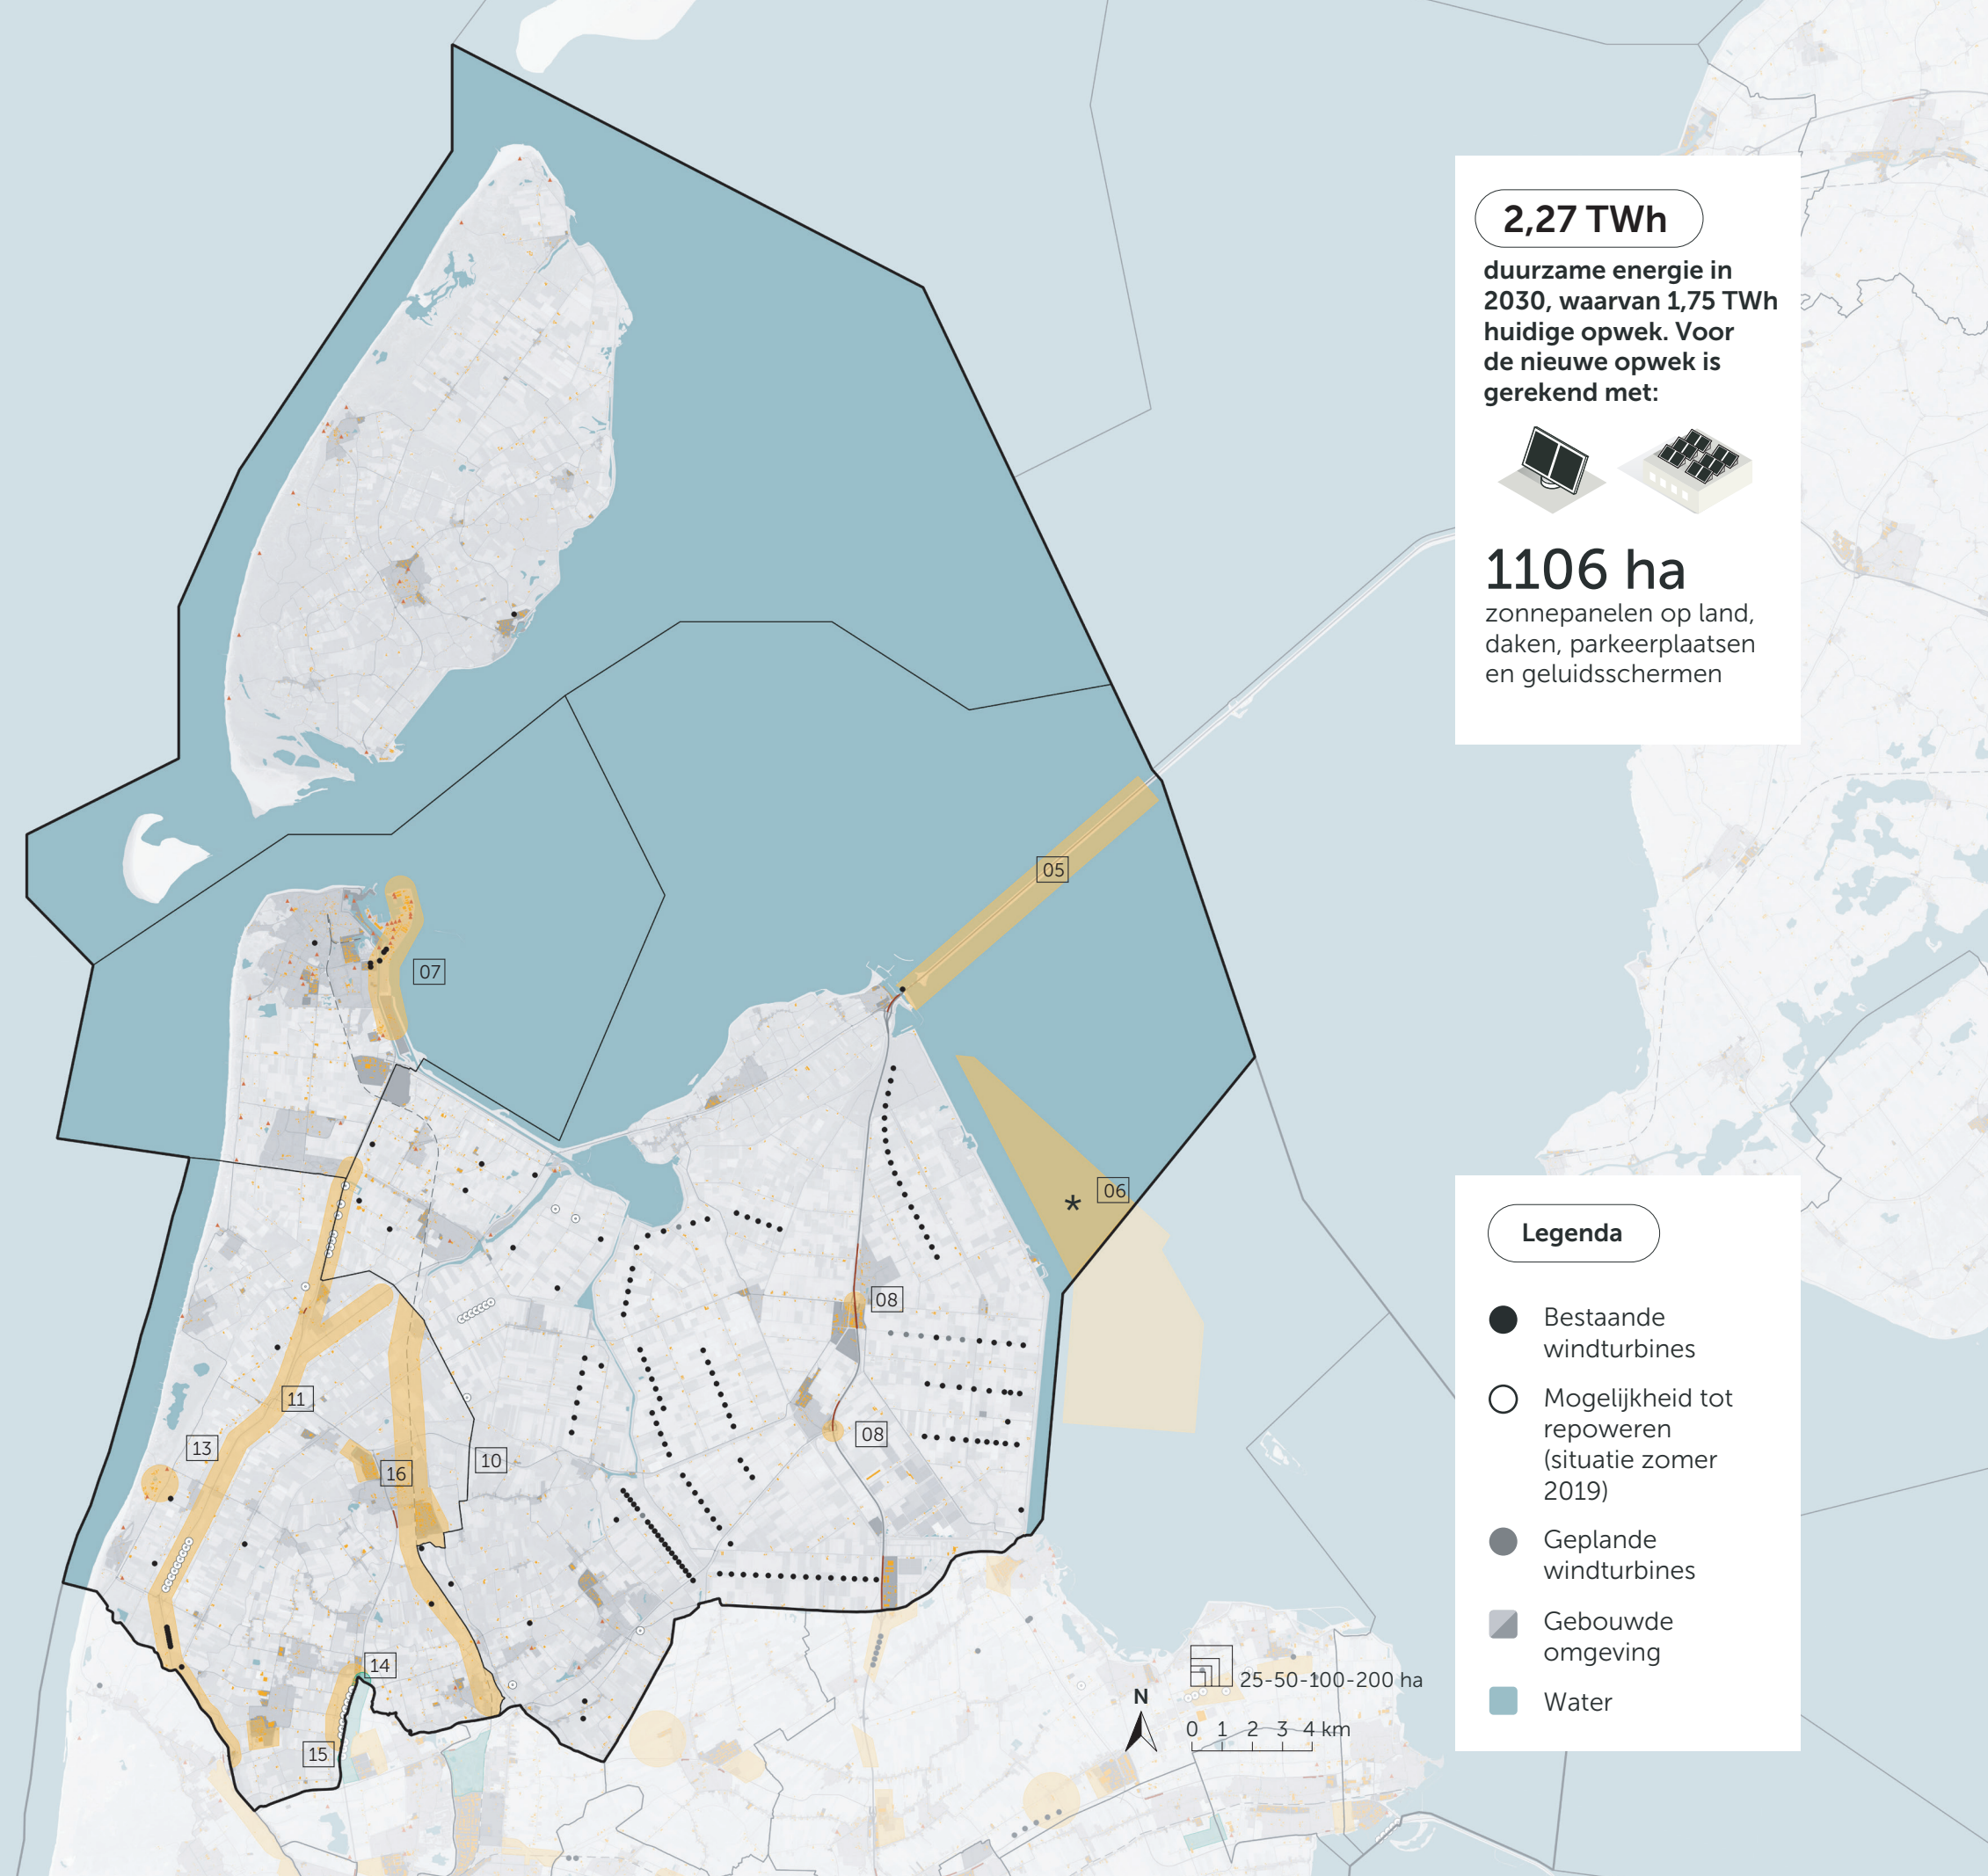 2,27 TWh
duurzame energie in
2030, waarvan 1,75 TWh
huidige opwek. Voor
de nieuwe opwek is
gerekend met:
1106 ha
zonnepanelen op land,
daken, parkeerplaatsen
en geluidsschermen
05
07
06
*
08
11
08
13
10
16
14
15
25-50-100-200 ha
N
0 1 2 3 4 km
Legenda
Bestaande
windturbines
Mogelijkheid tot
repoweren
(situatie zomer
2019)
Geplande
windturbines
Gebouwde
omgeving
Water